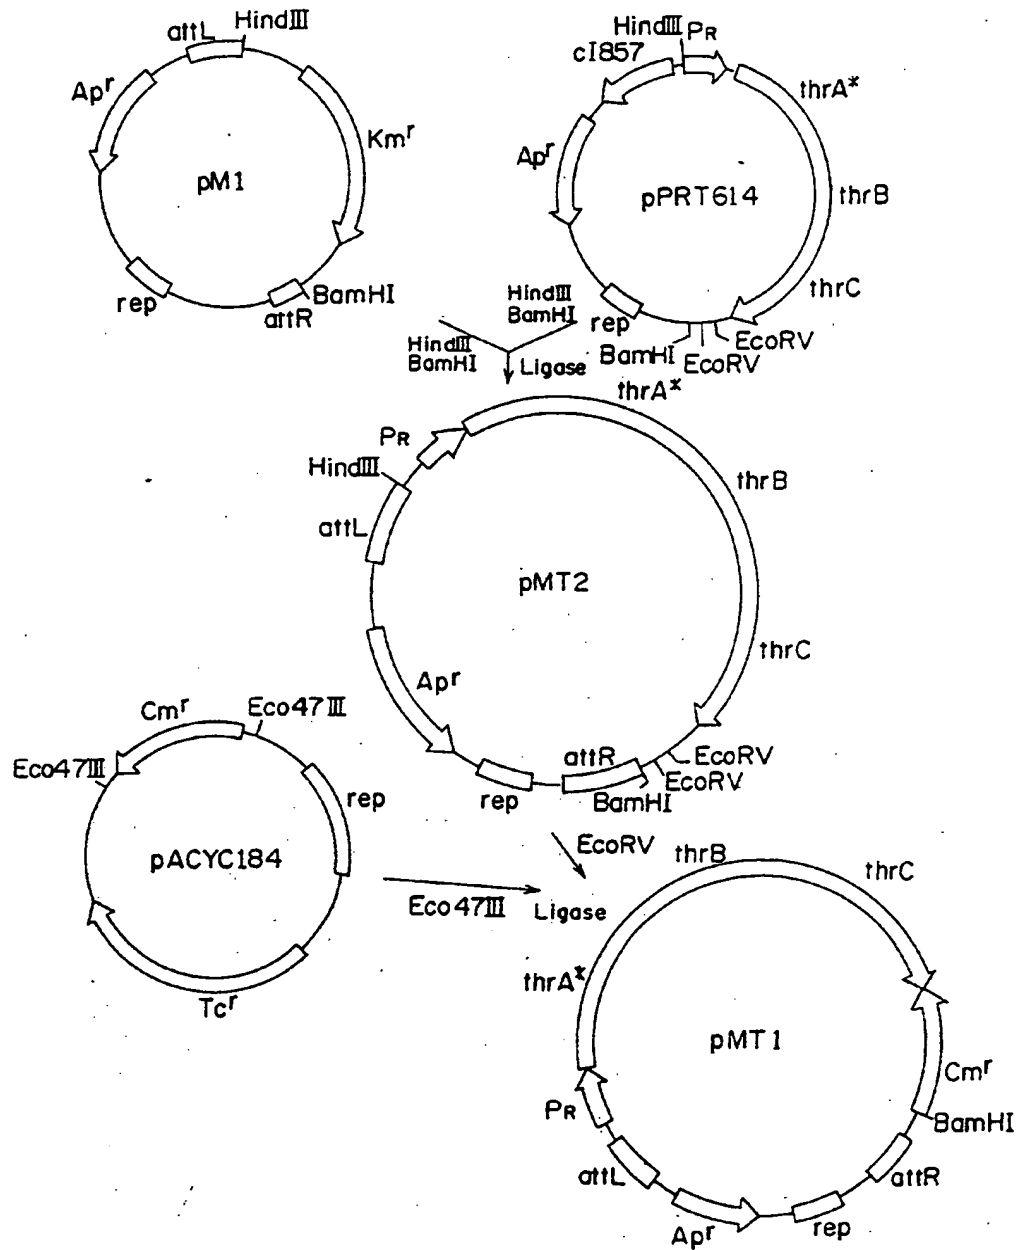 attL HindIII
Apr
Kmr
pM1
rep
attR
BamHI
HindIII PR
cI857
thrA*
Apr
pPRT614
thrB
thrC
rep
BamHI
EcoRV
EcoRV
HindIII
BamHI
HindIII
BamHI
Ligase
thrA*
PR
HindIII
attL
thrB
pMT2
thrC
Apr
attR
EcoRV
EcoRV
rep
BamHI
Cmr
Eco47III
Eco47III
rep
pACYC184
Tcr
EcoRV
Eco47III
Ligase
thrB
thrC
thrA*
pMT1
PR
Cmr
BamHI
attL
attR
Apr
rep